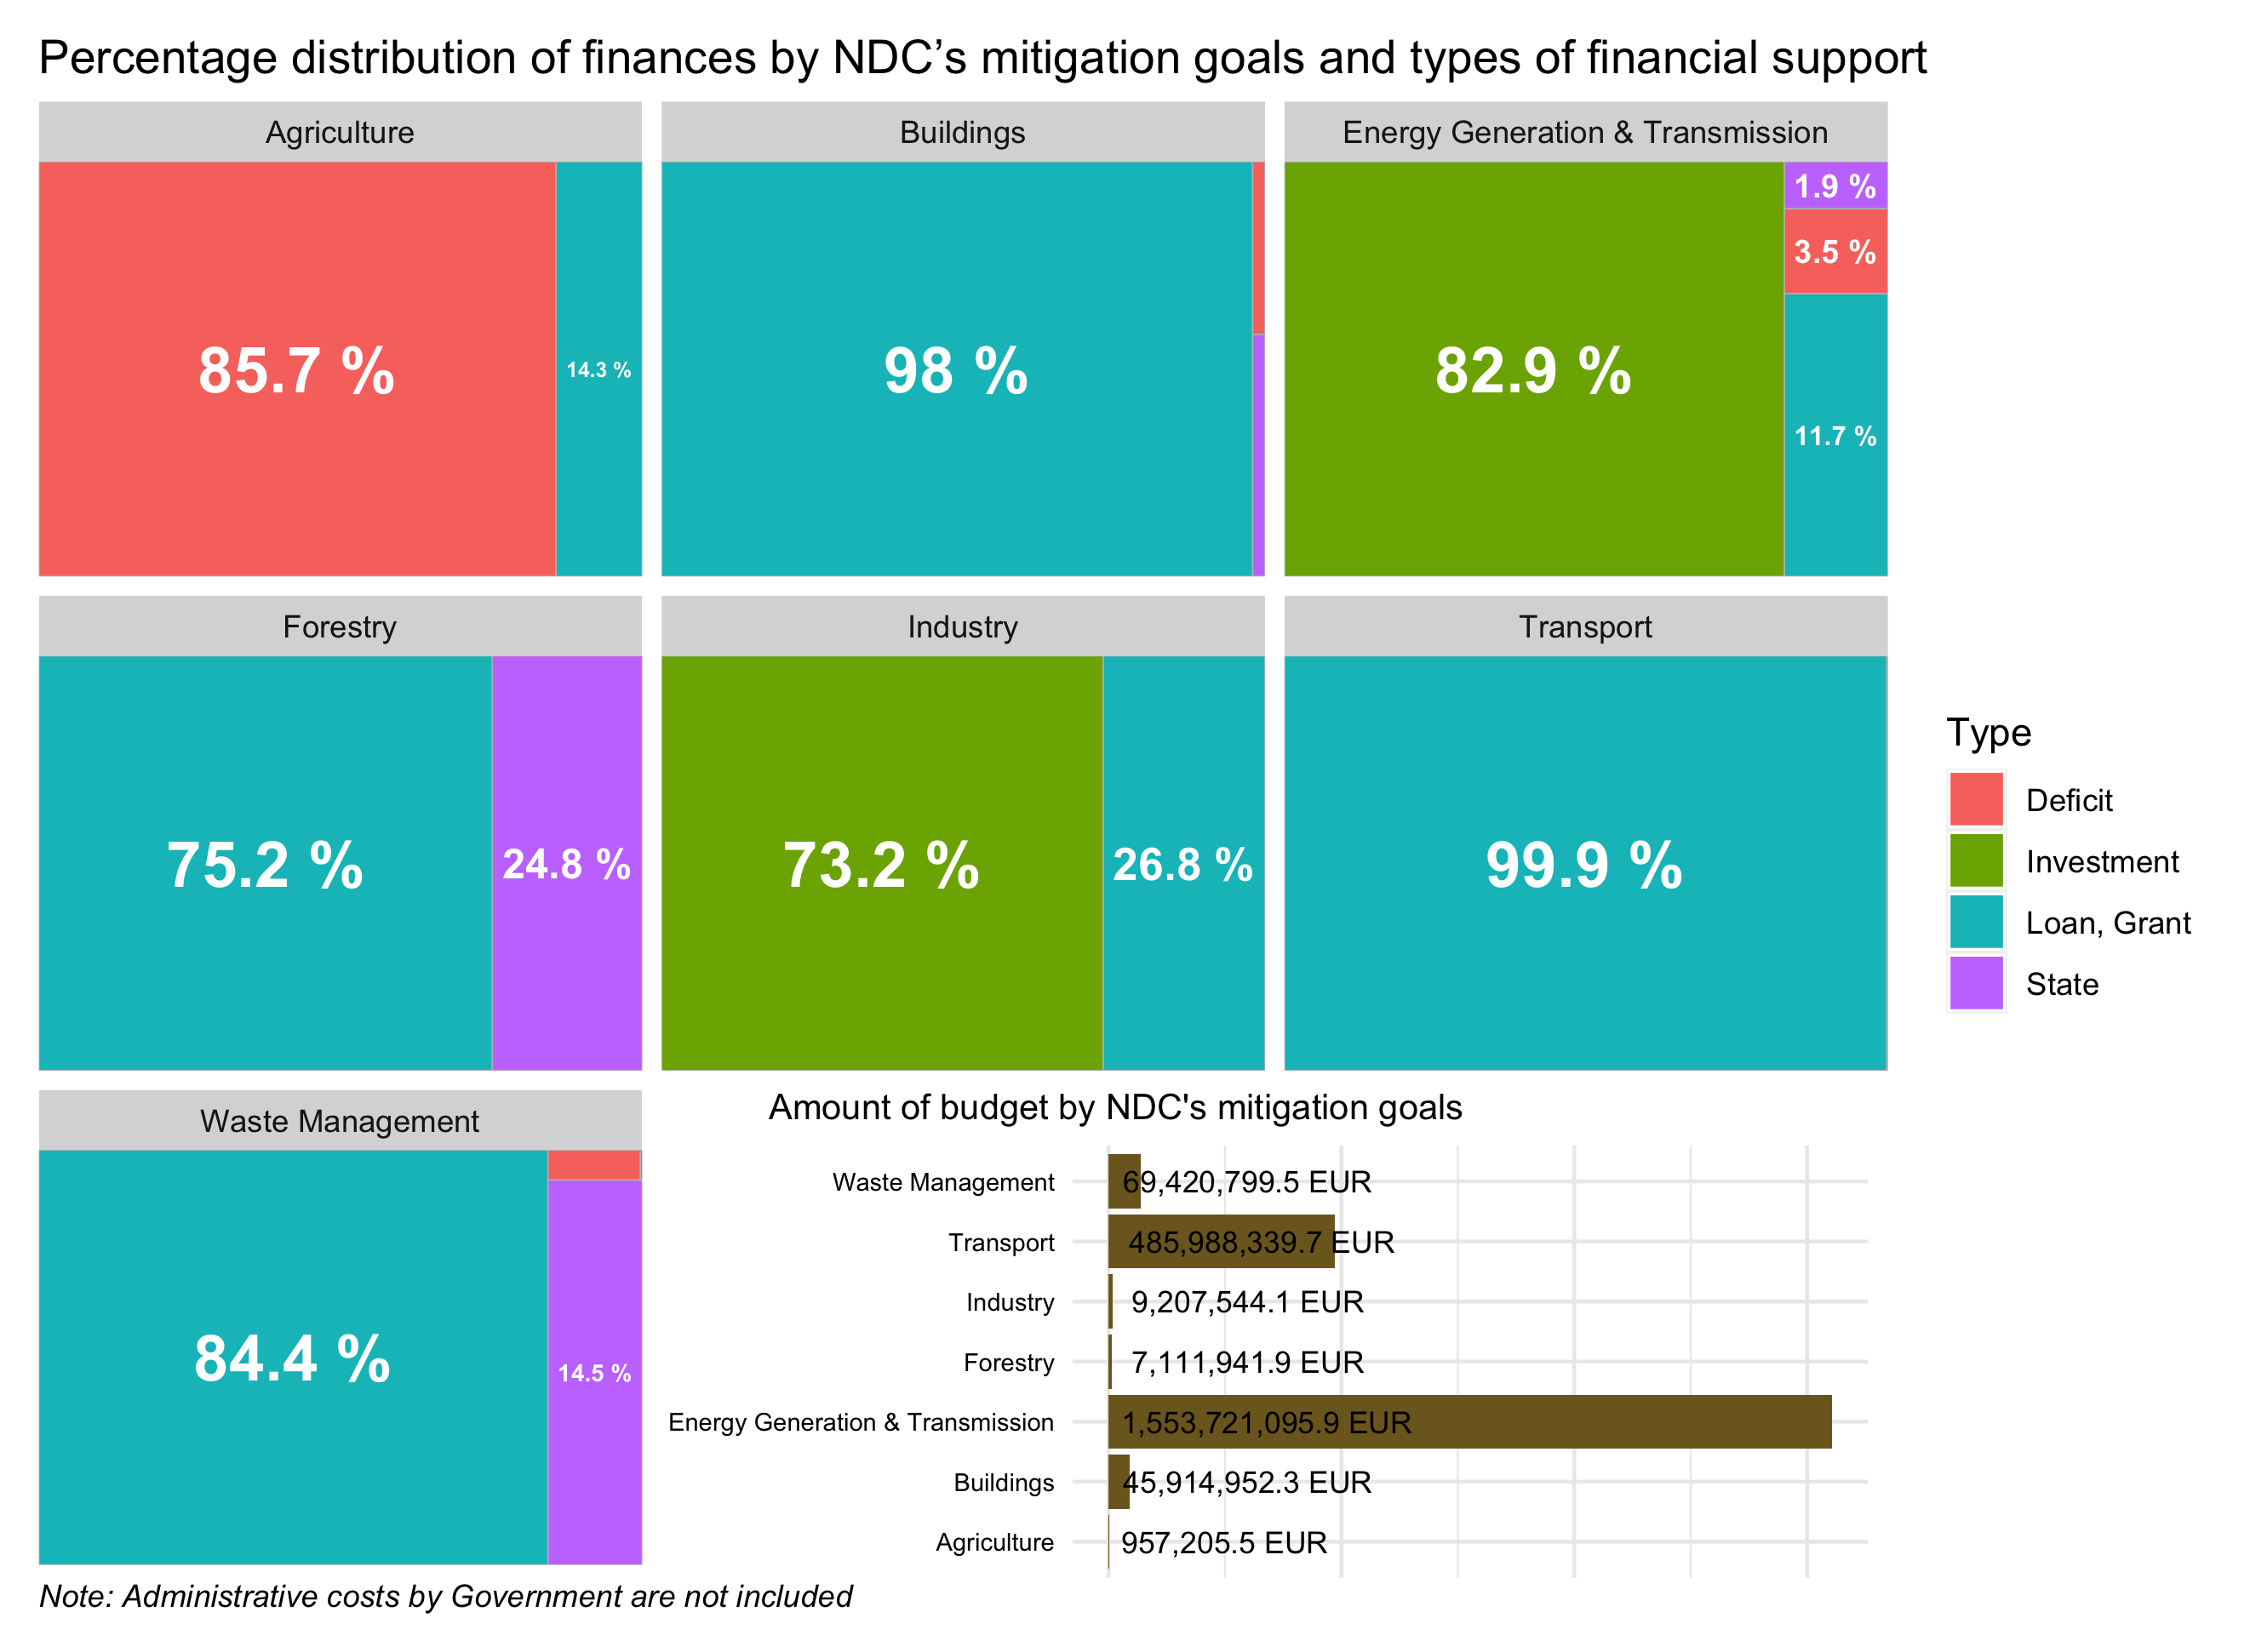 Percentage distribution of finances by NDC’s mitigation goals and types of financial support
Agriculture
Buildings
Energy Generation & Transmission
85.7 %
14.3 %
98 %
82.9 %
1.9 %
3.5 %
11.7 %
Forestry
Industry
Transport
75.2 %
24.8 %
73.2 %
26.8 %
99.9 %
Type
Deficit
Investment
Loan, Grant
State
Waste Management
84.4 %
14.5 %
Amount of budget by NDC's mitigation goals
Waste Management
69,420,799.5 EUR
Transport
485,988,339.7 EUR
Industry
9,207,544.1 EUR
Forestry
7,111,941.9 EUR
Energy Generation & Transmission
1,553,721,095.9 EUR
Buildings
45,914,952.3 EUR
Agriculture
957,205.5 EUR
Note: Administrative costs by Government are not included